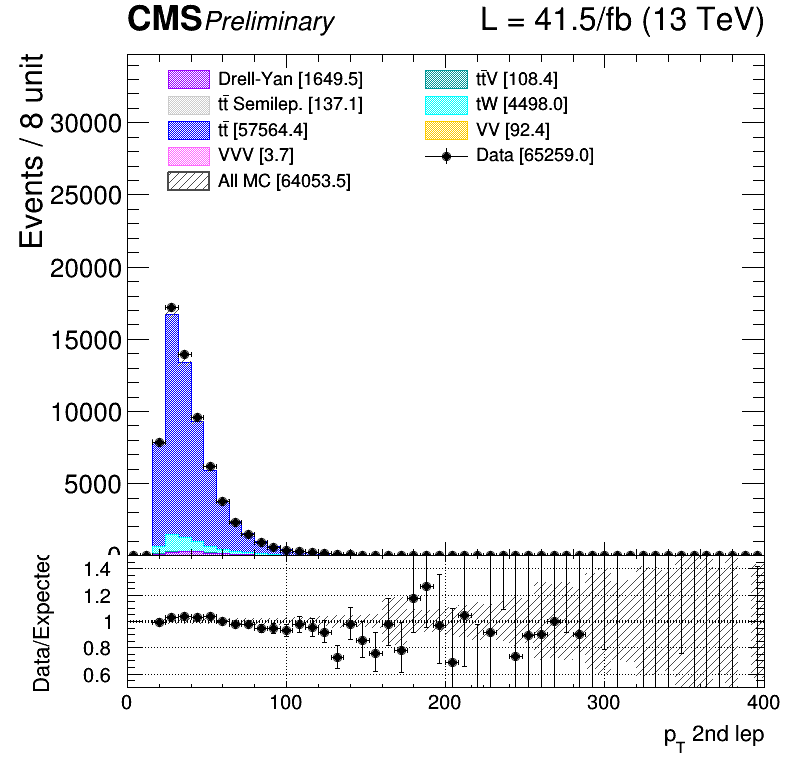 CMS Preliminary L = 41.5/fb (13 TeV)
Events / 8 unit
Drell-Yan [1649.5]
tt̄ Semilep. [137.1]
tt̄ [57564.4]
VVV [3.7]
All MC [64053.5]
tt̄V [108.4]
tW [4498.0]
VV [92.4]
Data [65259.0]
30000
25000
20000
15000
10000
5000
0
Data/Expected
1.4
1.2
1
0.8
0.6
0 100 200 300 400
p_T 2nd lep